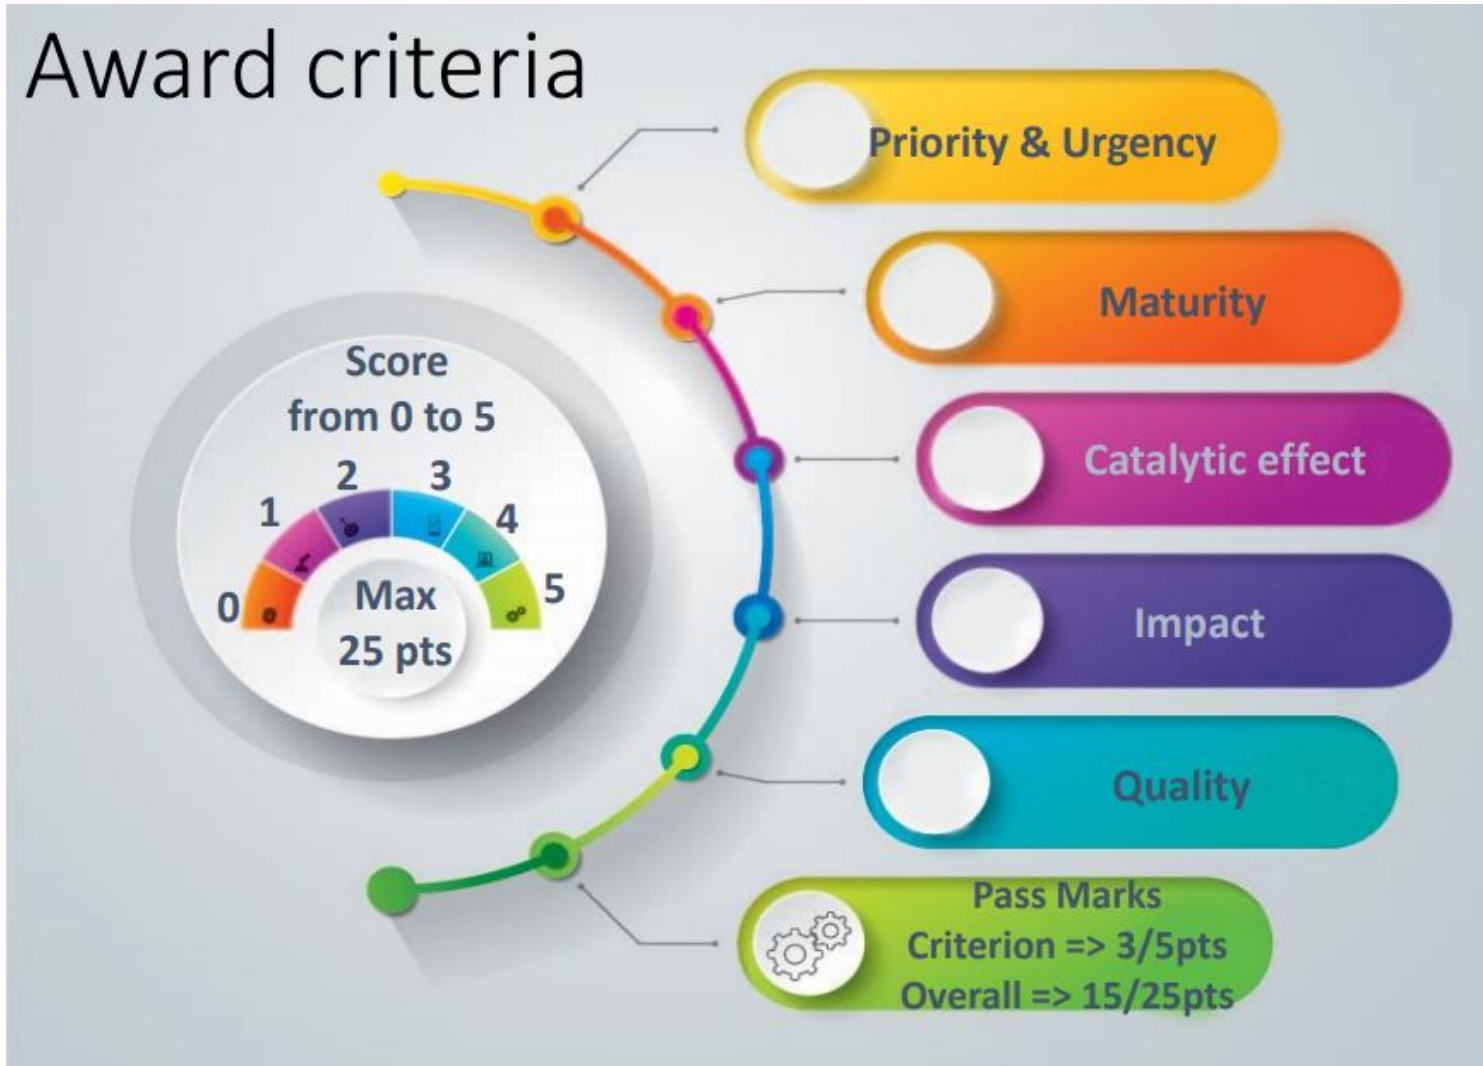 Award criteria
Priority & Urgency
Maturity
Catalytic effect
Impact
Quality
Pass Marks
Criterion => 3/5pts
Overall => 15/25pts
Score
from 0 to 5
0
1
2
3
4
5
Max
25 pts